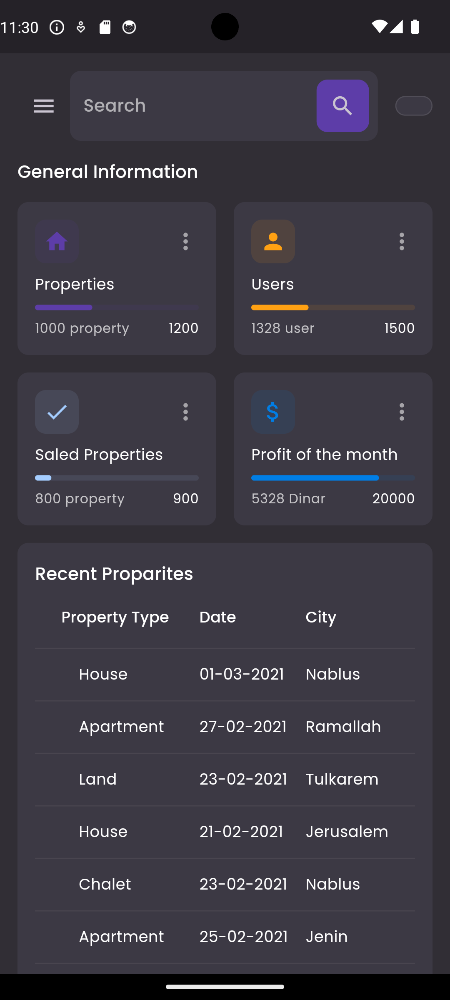 11:30
Search
General Information
Properties
1000 property 1200
Users
1328 user 1500
Saled Properties
800 property 900
Profit of the month
5328 Dinar 20000
Recent Proparites
Property Type Date City
House 01-03-2021 Nablus
Apartment 27-02-2021 Ramallah
Land 23-02-2021 Tulkarem
House 21-02-2021 Jerusalem
Chalet 23-02-2021 Nablus
Apartment 25-02-2021 Jenin